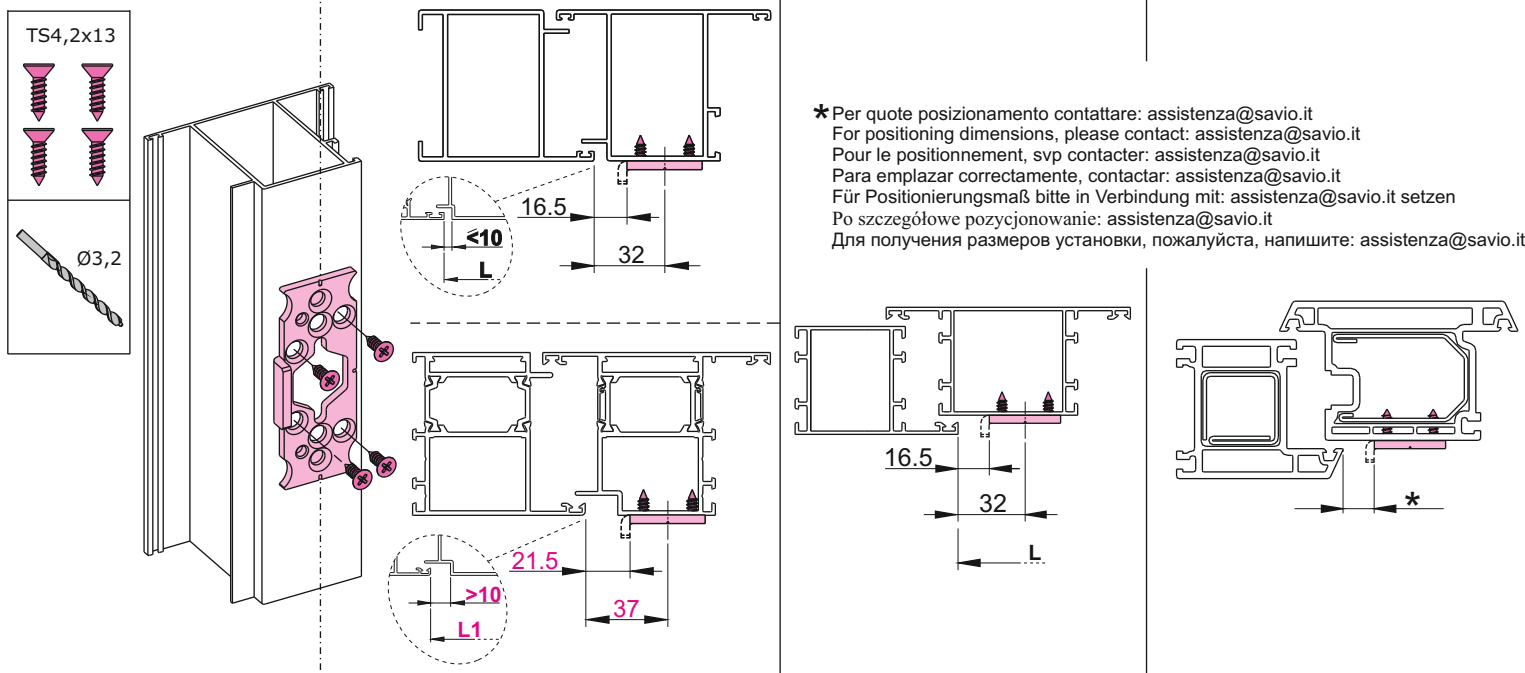 TS4,2x13
Ø3,2
16.5
<10
L
32
21.5
>10
L1
37
* Per quote posizionamento contattare: assistenza@savio.it
For positioning dimensions, please contact: assistenza@savio.it
Pour le positionnement, svp contacter: assistenza@savio.it
Para emplazar correctamente, contactar: assistenza@savio.it
Für Positionierungsmaß bitte in Verbindung mit: assistenza@savio.it setzen
Po szczegółowe pozycjonowanie: assistenza@savio.it
Для получения размеров установки, пожалуйста, напишите: assistenza@savio.it
16.5
32
L
*